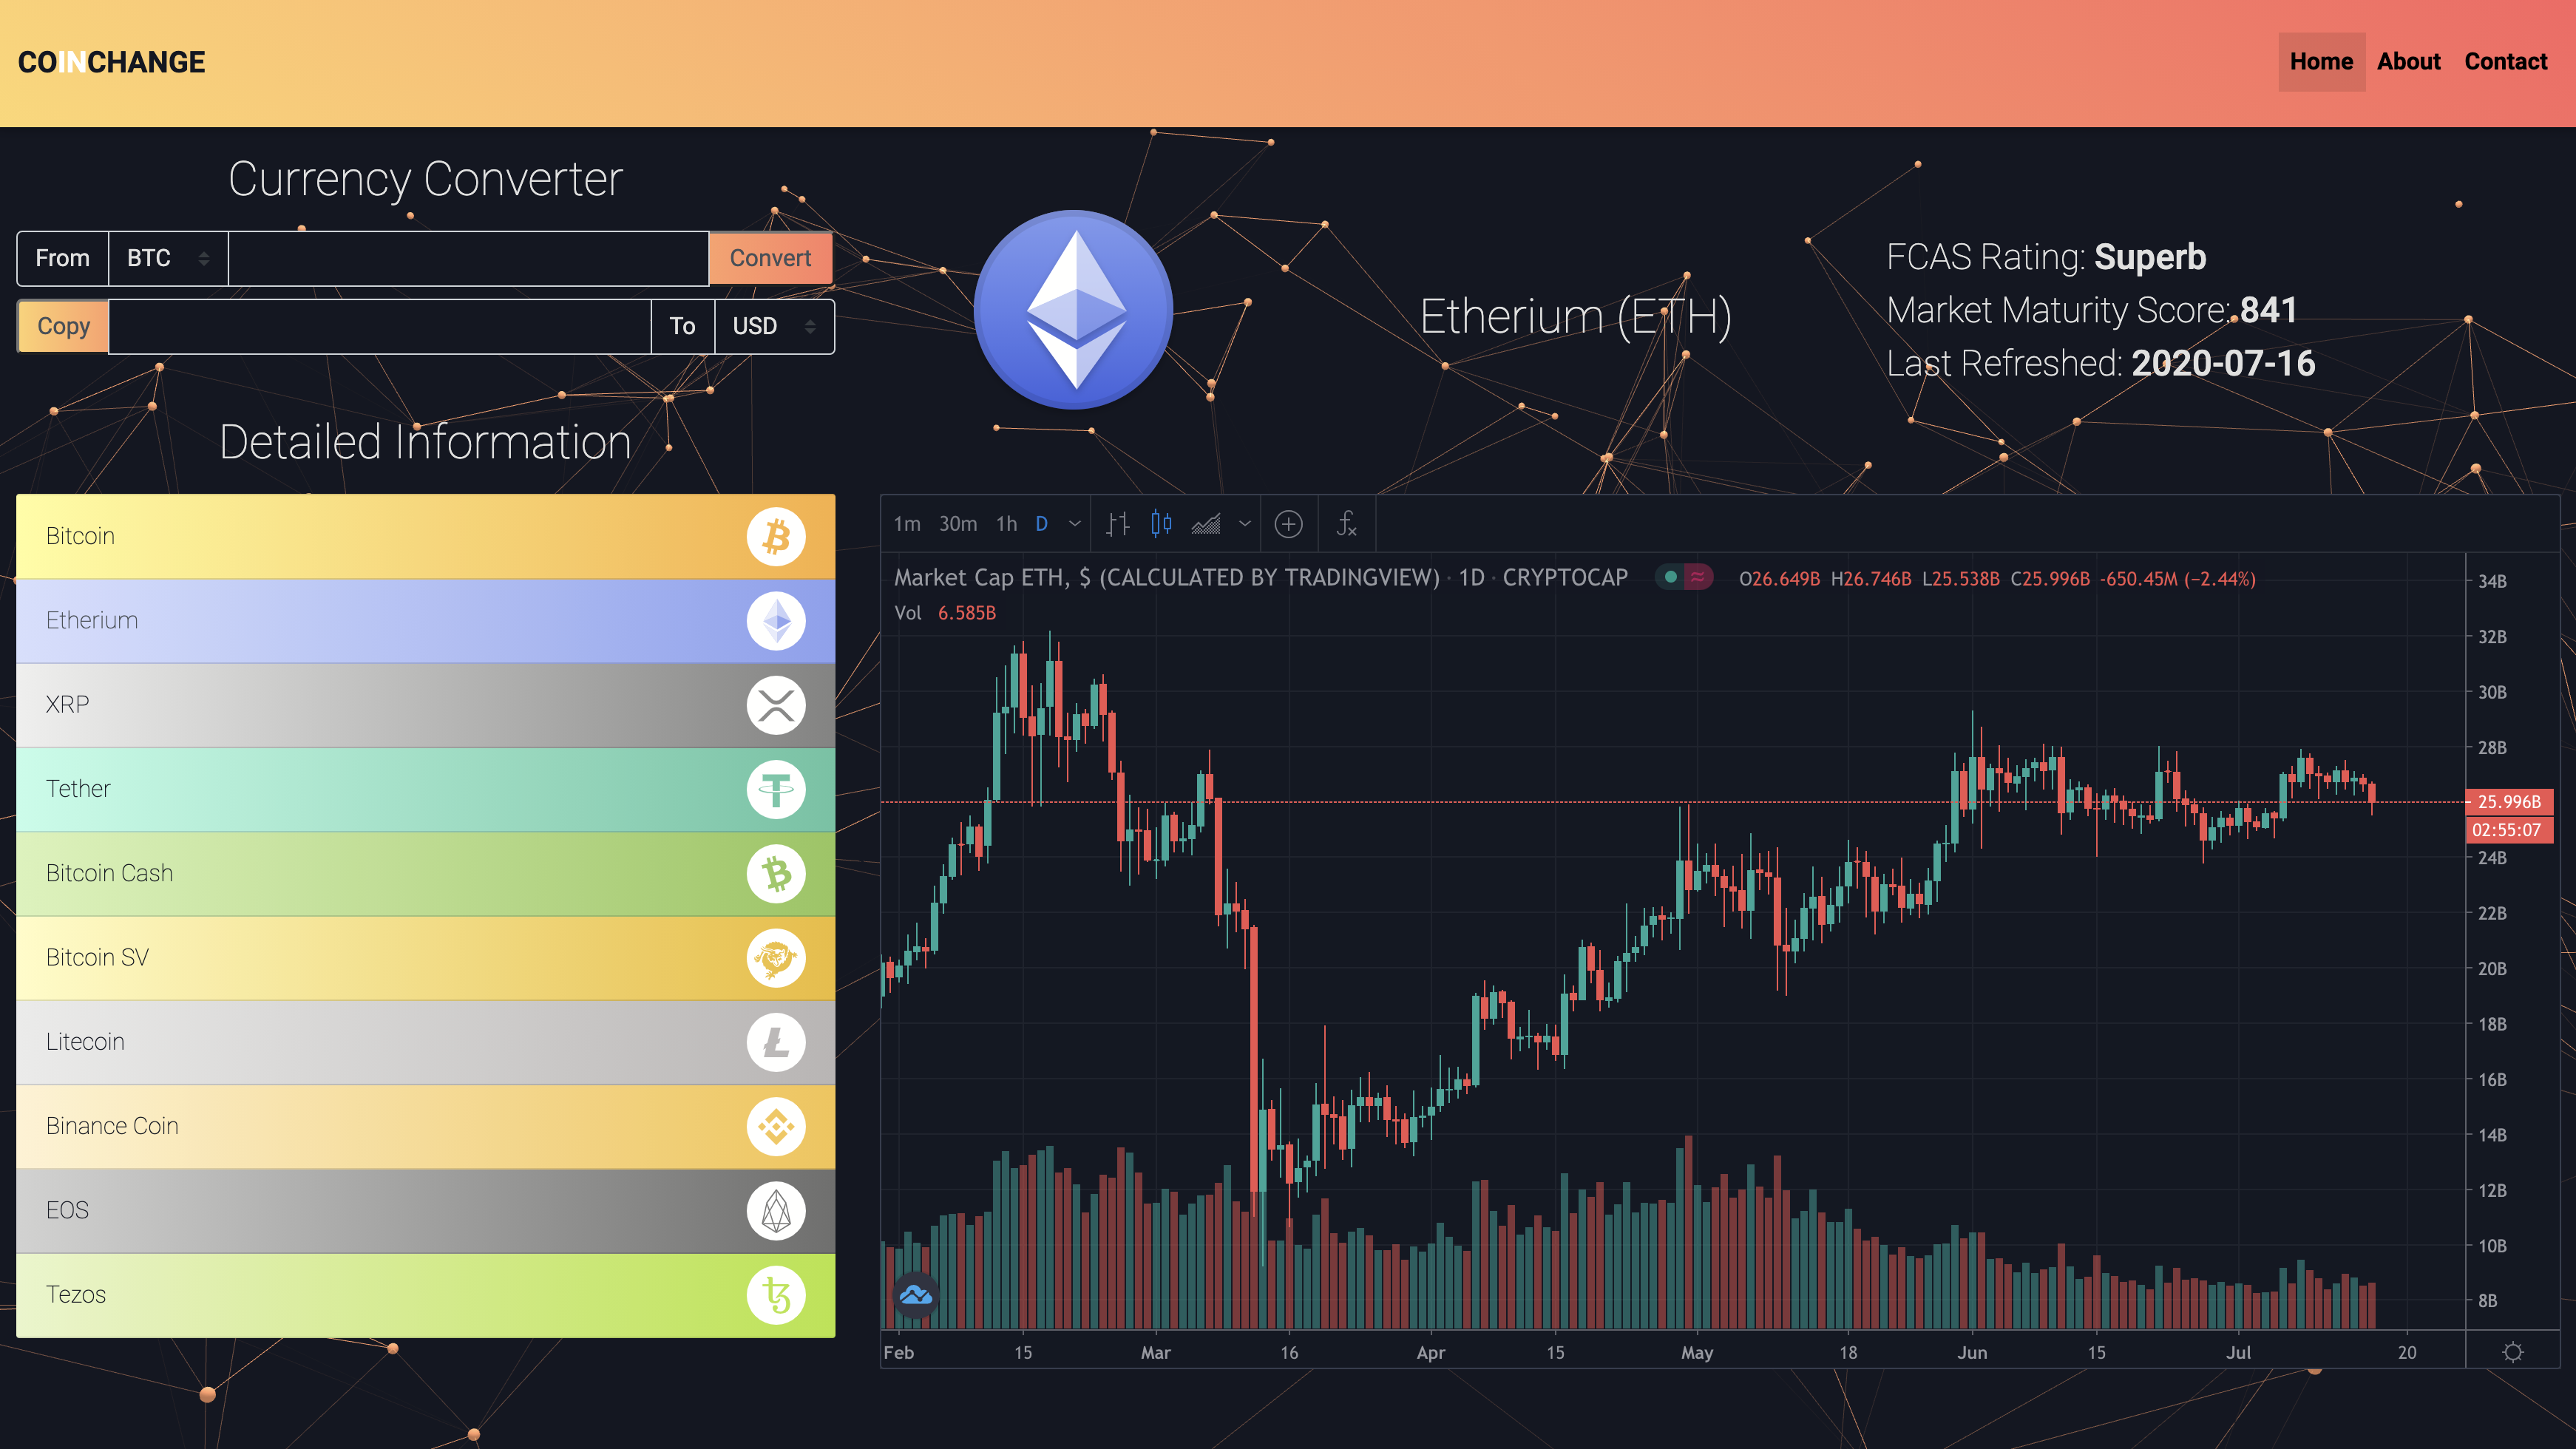 COINCHANGE
Home About Contact
Currency Converter
From BTC Convert
Copy To USD
Etherium (ETH)
FCAS Rating: Superb
Market Maturity Score: 841
Last Refreshed: 2020-07-16
Detailed Information
Bitcoin
Etherium
XRP
Tether
Bitcoin Cash
Bitcoin SV
Litecoin
Binance Coin
EOS
Tezos
1m 30m 1h D
Market Cap ETH, $ (CALCULATED BY TRADINGVIEW) · 1D · CRYPTOCAP O26.649B H26.746B L25.538B C25.996B -650.45M (−2.44%)
Vol 6.585B
34B
32B
30B
28B
25.996B
02:55:07
24B
22B
20B
18B
16B
14B
12B
10B
8B
Feb 15 Mar 16 Apr 15 May 18 Jun 15 Jul 20